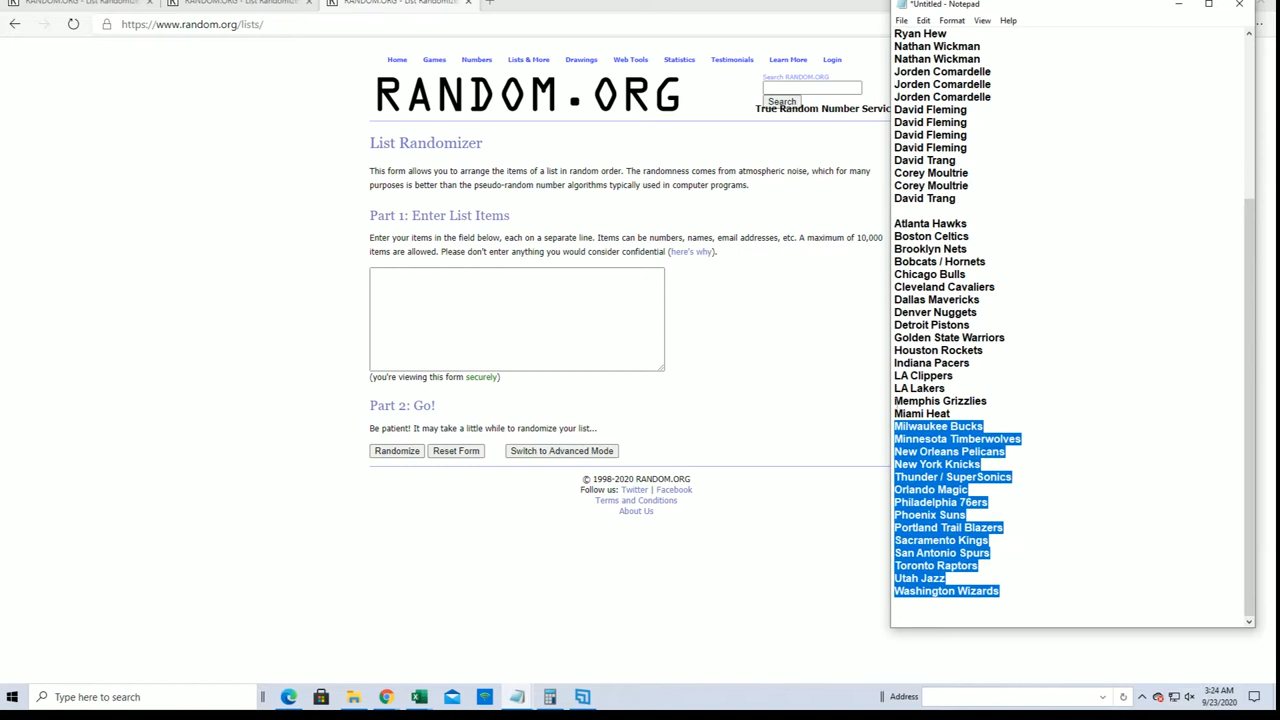 RANDOM.ORG - List Randomize
RANDOM.ORG - List Randomize
RANDOM.ORG - List Randomize
https://www.random.org/lists/
Home Games Numbers Lists & More Drawings Web Tools Statistics Testimonials Learn More Login
RANDOM.ORG
Search RANDOM.ORG
Search
True Random Number Servic
List Randomizer
This form allows you to arrange the items of a list in random order. The randomness comes from atmospheric noise, which for many
purposes is better than the pseudo-random number algorithms typically used in computer programs.
Part 1: Enter List Items
Enter your items in the field below, each on a separate line. Items can be numbers, names, email addresses, etc. A maximum of 10,000
items are allowed. Please don't enter anything you would consider confidential (here's why).
(you're viewing this form securely)
Part 2: Go!
Be patient! It may take a little while to randomize your list...
Randomize Reset Form Switch to Advanced Mode
© 1998-2020 RANDOM.ORG
Follow us: Twitter | Facebook
Terms and Conditions
About Us
*Untitled - Notepad
File Edit Format View Help
Ryan Hew
Nathan Wickman
Nathan Wickman
Jorden Comardelle
Jorden Comardelle
Jorden Comardelle
David Fleming
David Fleming
David Fleming
David Fleming
David Trang
Corey Moultrie
Corey Moultrie
David Trang
Atlanta Hawks
Boston Celtics
Brooklyn Nets
Bobcats / Hornets
Chicago Bulls
Cleveland Cavaliers
Dallas Mavericks
Denver Nuggets
Detroit Pistons
Golden State Warriors
Houston Rockets
Indiana Pacers
LA Clippers
LA Lakers
Memphis Grizzlies
Miami Heat
Milwaukee Bucks
Minnesota Timberwolves
New Orleans Pelicans
New York Knicks
Thunder / SuperSonics
Orlando Magic
Philadelphia 76ers
Phoenix Suns
Portland Trail Blazers
Sacramento Kings
San Antonio Spurs
Toronto Raptors
Utah Jazz
Washington Wizards
Type here to search
Address
3:24 AM
9/23/2020